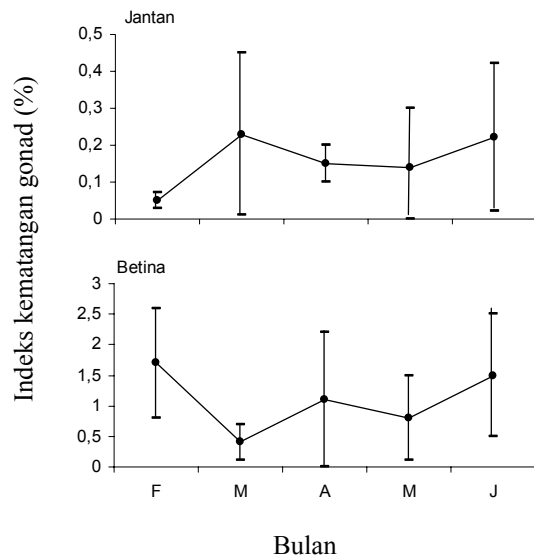 Jantan
0,5
0,4
0,3
0,2
0,1
0
Indeks kematangan gonad (%)
Betina
3
2,5
2
1,5
1
0,5
0
F M A M J
Bulan